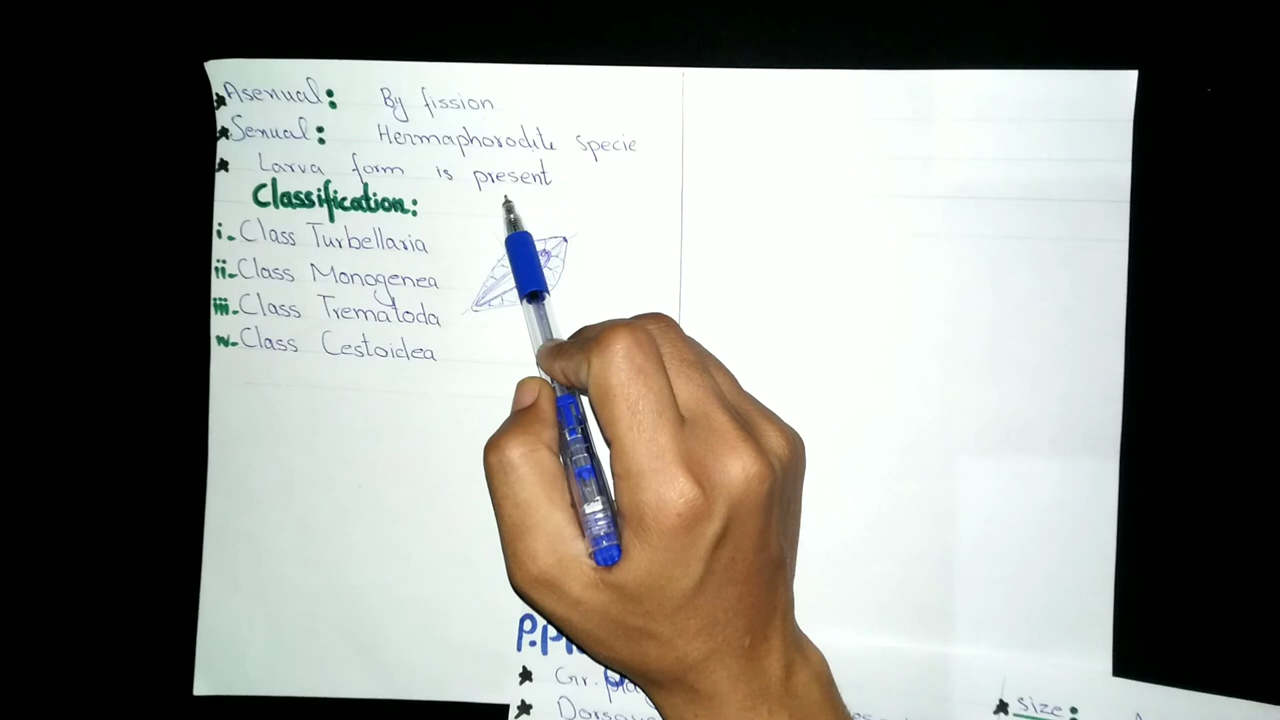 ★ Asexual: By fission
★ Sexual: Hermaphorodite specie
★ Larva form is present
Classification:
i. Class Turbellaria
ii. Class Monogenea
iii. Class Trematoda
iv. Class Cestoidea
★ Gr.
★ size: